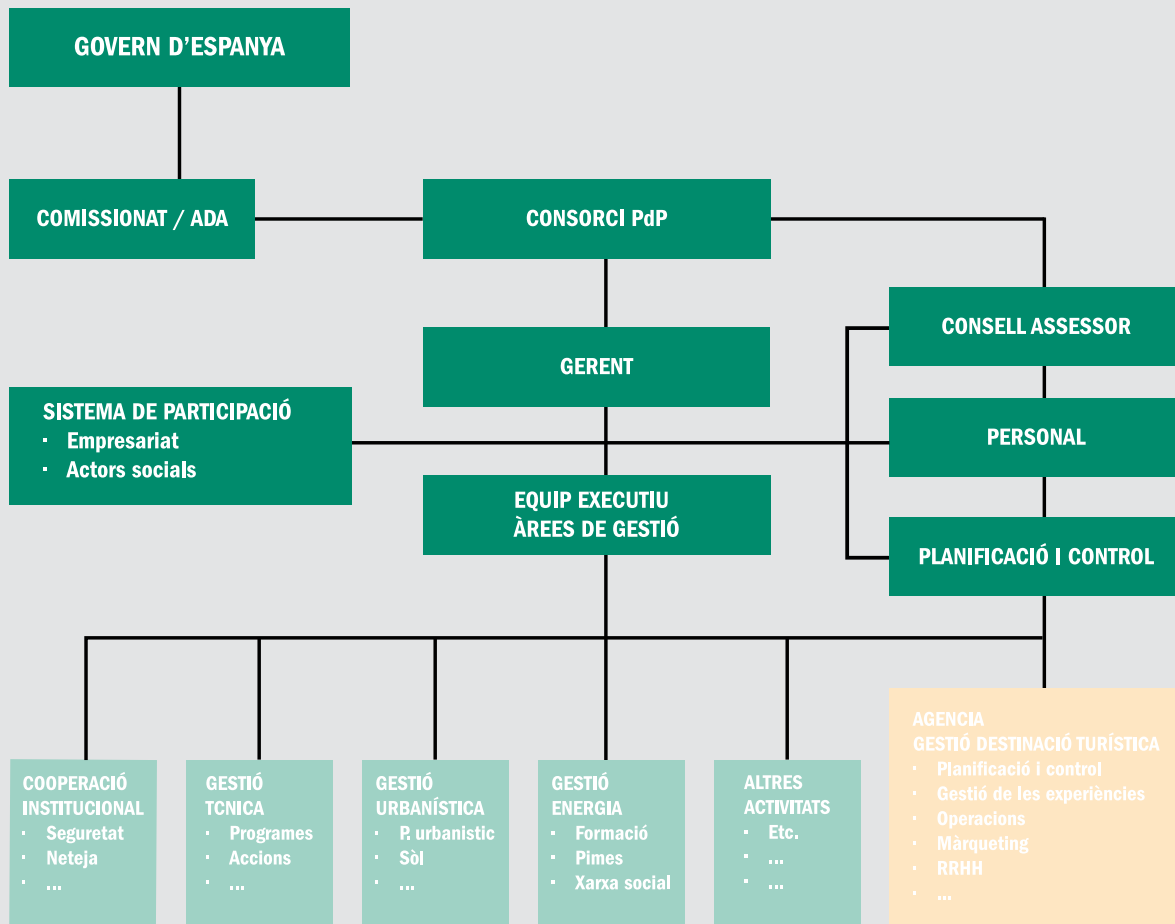 GOVERN D’ESPANYA
COMISSIONAT / ADA
CONSORCI PdP
CONSELL ASSESSOR
GERENT
SISTEMA DE PARTICIPACIÓ
· Empresariat
· Actors socials
PERSONAL
EQUIP EXECUTIU
ÀREES DE GESTIÓ
PLANIFICACIÓ I CONTROL
COOPERACIÓ
INSTITUCIONAL
· Seguretat
· Neteja
· ...
GESTIÓ
TCNICA
· Programes
· Accions
· ...
GESTIÓ
URBANÍSTICA
· P. urbanistic
· Sòl
· ...
GESTIÓ
ENERGIA
· Formació
· Pimes
· Xarxa social
ALTRES
ACTIVITATS
· Etc.
· ...
· ...
AGENCIA
GESTIÓ DESTINACIÓ TURÍSTICA
· Planificació i control
· Gestió de les experiències
· Operacions
· Màrqueting
· RRHH
· ...